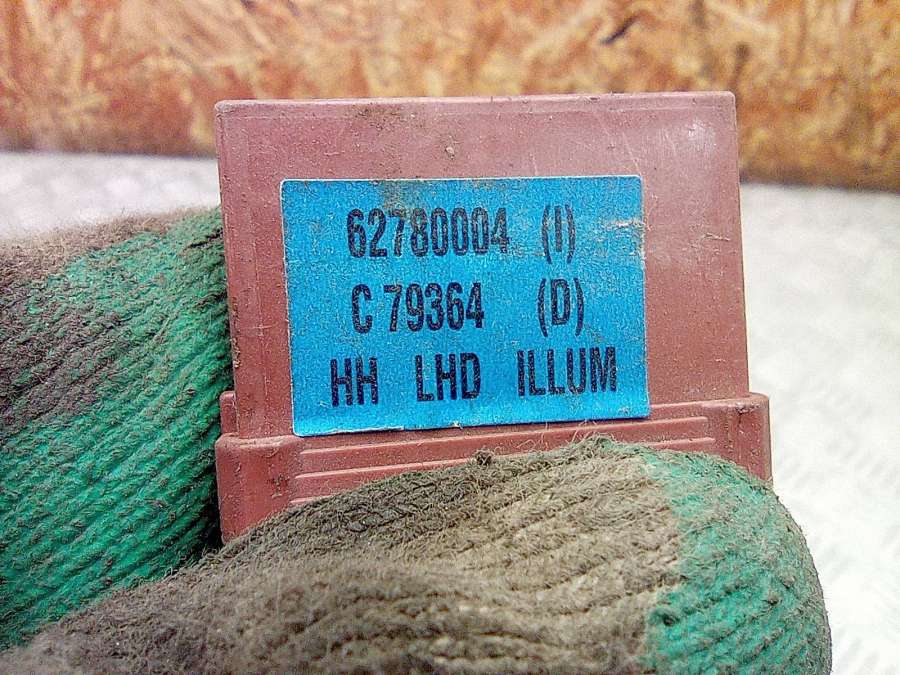 62780004 (I)
C 79364 (D)
HH LHD ILLUM